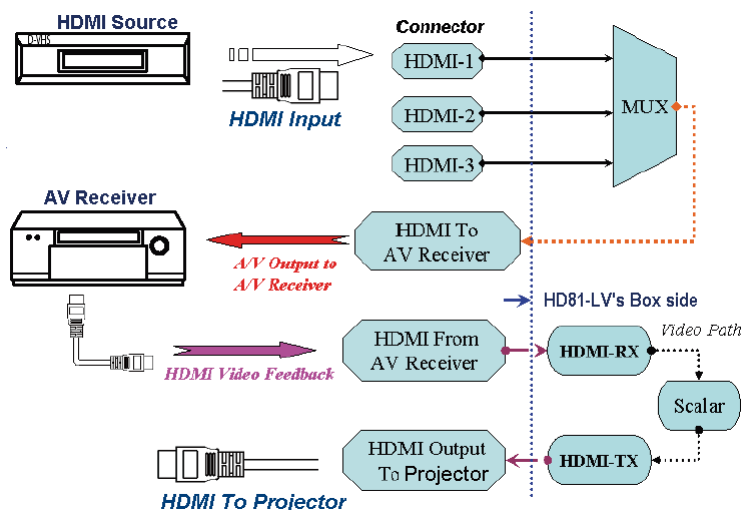 HDMI Source
D-VHS
HDMI Input
Connector
HDMI-1
HDMI-2
HDMI-3
MUX
AV Receiver
HDMI To
AV Receiver
A/V Output to
A/V Receiver
HD81-LV's Box side
HDMI From
AV Receiver
HDMI Video Feedback
HDMI-RX
Video Path
Scalar
HDMI Output
To Projector
HDMI-TX
HDMI To Projector